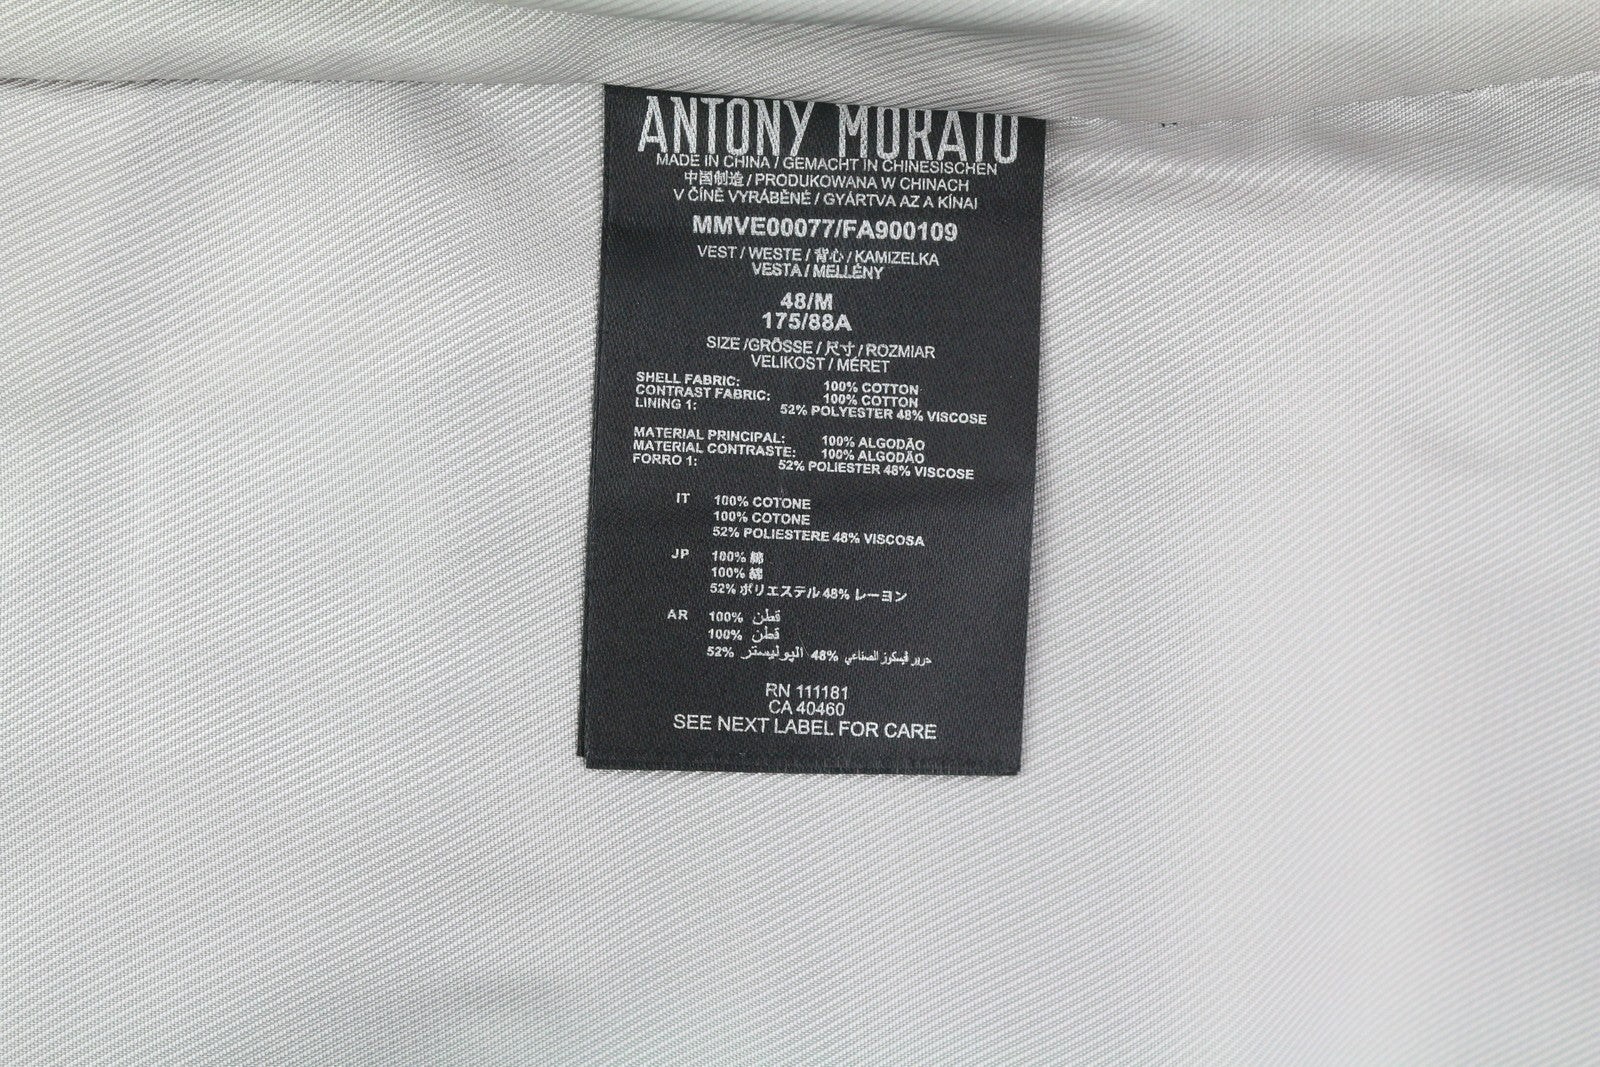 ANTONY MORATO
MADE IN CHINA / GEMACHT IN CHINESISCHEN
中国制造 / PRODUKOWANA W CHINACH
V ČÍNĚ VYRÁBĚNÉ / GYÁRTVA AZ A KÍNAI
MMVE00077/FA900109
VEST / WESTE / 背心 / KAMIZELKA
VESTA / MELLÉNY
48/M
175/88A
SIZE /GRÖSSE / 尺寸 / ROZMIAR
VELIKOST / MÉRET
SHELL FABRIC: 100% COTTON
CONTRAST FABRIC: 100% COTTON
LINING 1: 52% POLYESTER 48% VISCOSE
MATERIAL PRINCIPAL: 100% ALGODÃO
MATERIAL CONTRASTE: 100% ALGODÃO
FORRO 1: 52% POLIESTER 48% VISCOSE
IT 100% COTONE
100% COTONE
52% POLIESTERE 48% VISCOSA
JP 100% 綿
100% 綿
52% ポリエステル 48% レーヨン
AR 100% قطن
100% قطن
52% البوليستر 48% حرير فيسكوز الصناعي
RN 111181
CA 40460
SEE NEXT LABEL FOR CARE